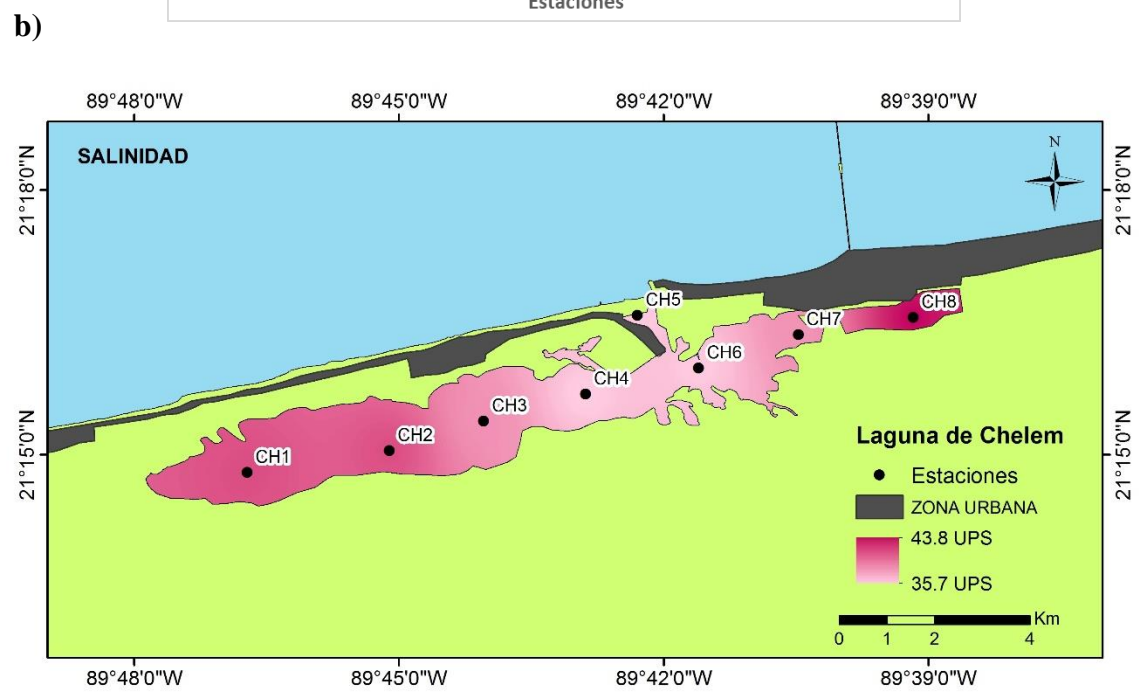 Estaciones
b)
89°48'0"W 89°45'0"W 89°42'0"W 89°39'0"W
SALINIDAD
N
21°18'0"N 21°18'0"N
CH5
CH8
CH7
CH6
CH4
CH3
CH2
CH1
21°15'0"N 21°15'0"N
Laguna de Chelem
Estaciones
ZONA URBANA
43.8 UPS
35.7 UPS
Km
0 1 2 4
89°48'0"W 89°45'0"W 89°42'0"W 89°39'0"W